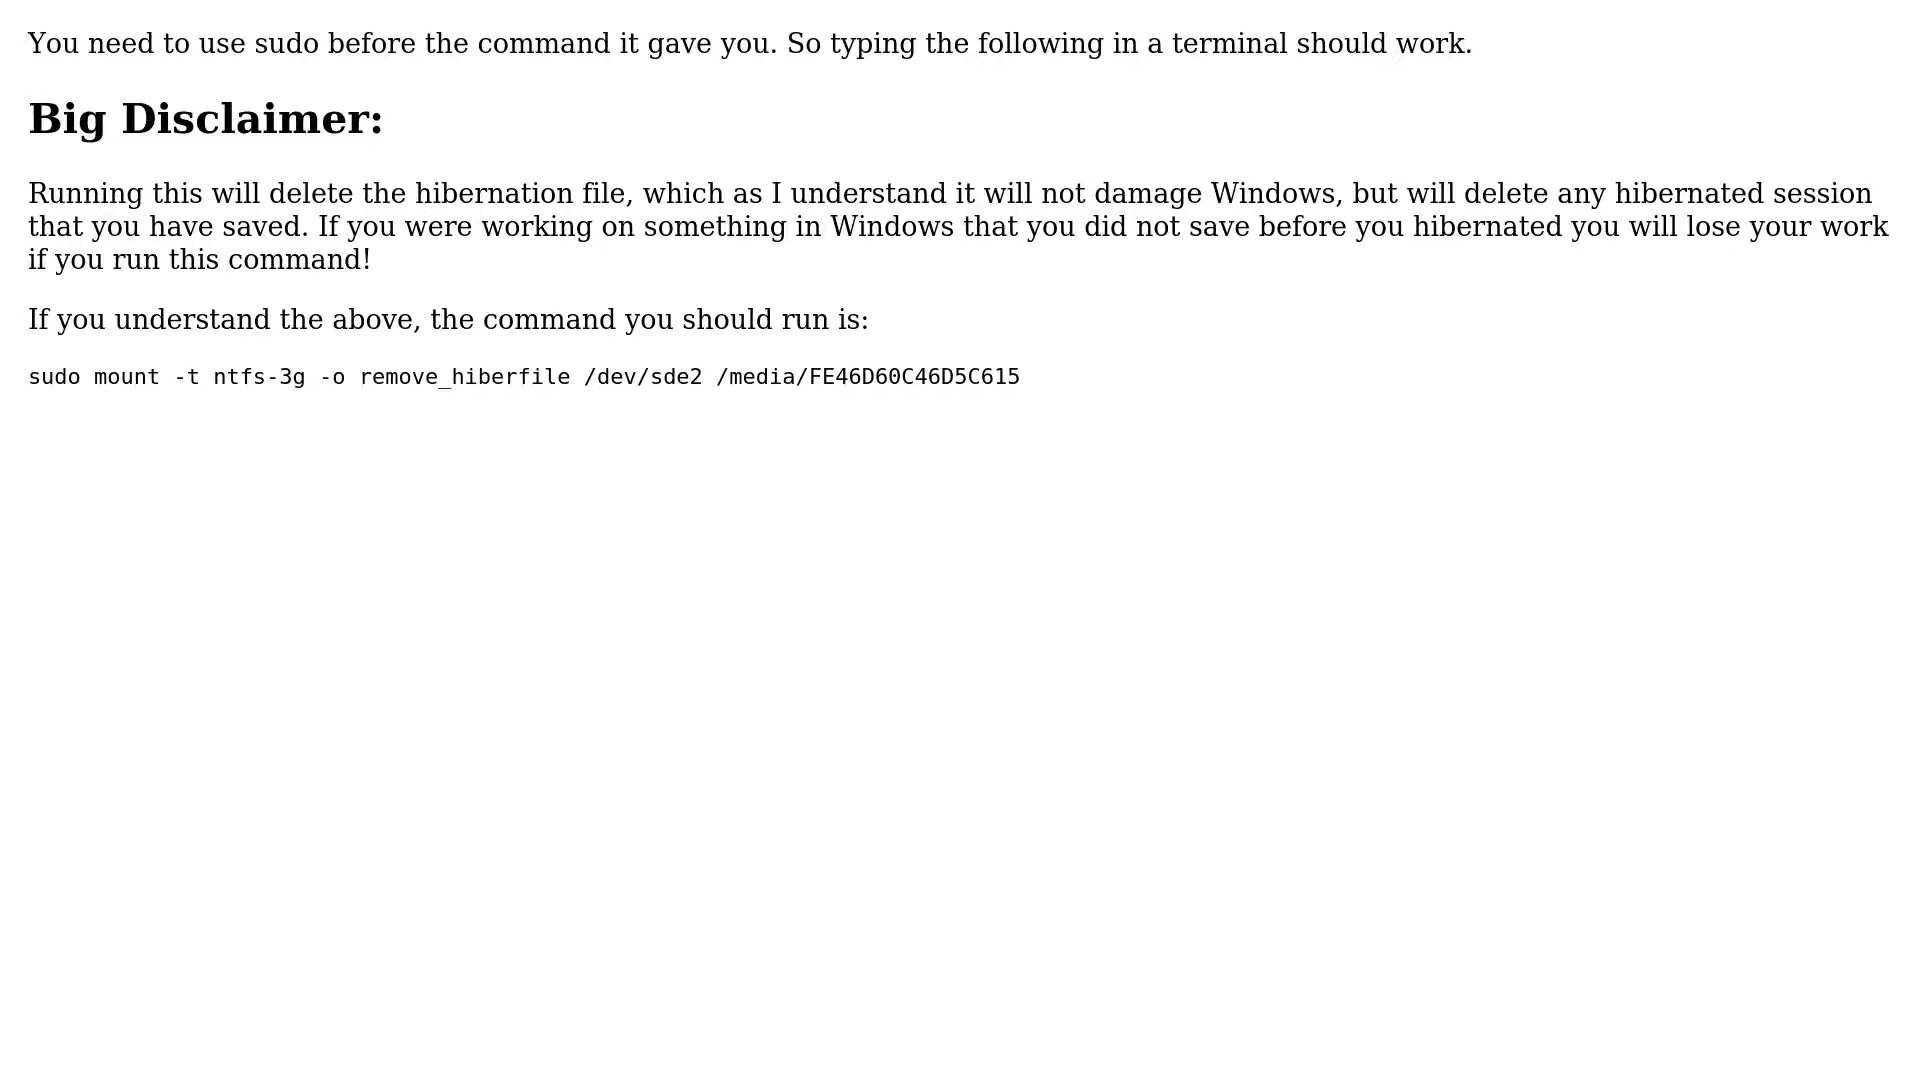 You need to use sudo before the command it gave you. So typing the following in a terminal should work.
Big Disclaimer:
Running this will delete the hibernation file, which as I understand it will not damage Windows, but will delete any hibernated session
that you have saved. If you were working on something in Windows that you did not save before you hibernated you will lose your work
if you run this command!
If you understand the above, the command you should run is:
sudo mount -t ntfs-3g -o remove_hiberfile /dev/sde2 /media/FE46D60C46D5C615